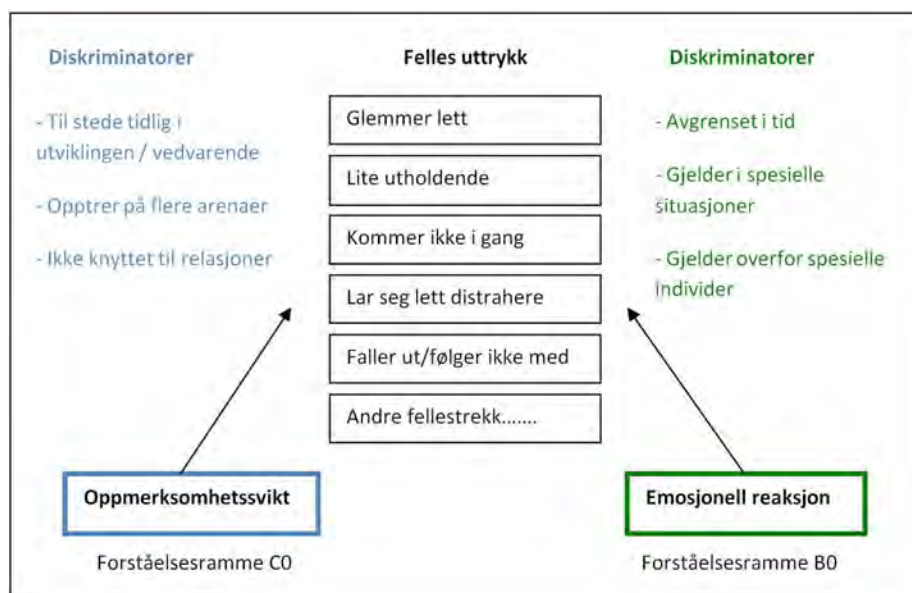 Diskriminatorer
- Til stede tidlig i
utviklingen / vedvarende
- Opptrer på flere arenaer
- Ikke knyttet til relasjoner
Felles uttrykk
Glemmer lett
Lite utholdende
Kommer ikke i gang
Lar seg lett distrahere
Faller ut/følger ikke med
Andre fellestrekk.......
Diskriminatorer
- Avgrenset i tid
- Gjelder i spesielle
situasjoner
- Gjelder overfor spesielle
individer
Oppmerksomhetssvikt
Forståelsesramme C0
Emosjonell reaksjon
Forståelsesramme B0